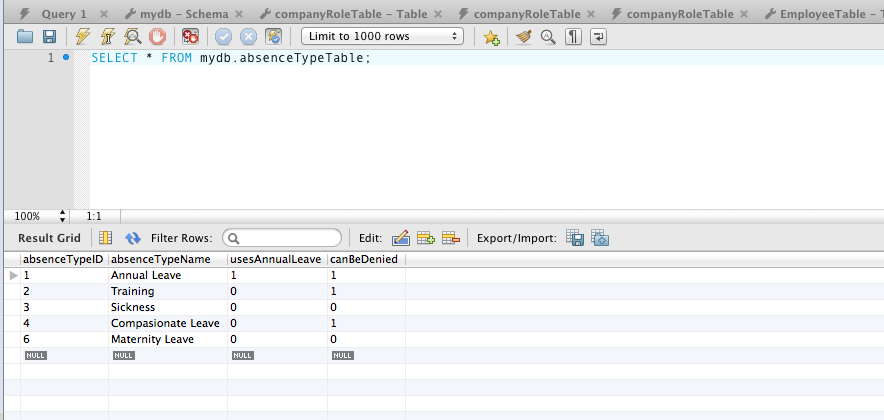 Query 1 mydb - Schema companyRoleTable - Table companyRoleTable companyRoleTable EmployeeTable - T
Limit to 1000 rows
1 SELECT * FROM mydb.absenceTypeTable;
100% 1:1
Result Grid Filter Rows: Edit: Export/Import:
absenceTypeID absenceTypeName usesAnnualLeave canBeDenied
1 Annual Leave 1 1
2 Training 0 1
3 Sickness 0 0
4 Compasionate Leave 0 1
6 Maternity Leave 0 0
NULL NULL NULL NULL